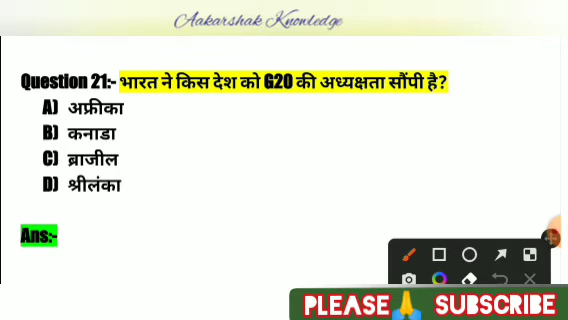 Aakarshak Knowledge
Question 21:- भारत ने किस देश को G20 की अध्यक्षता सौंपी है?
A) अफ्रीका
B) कनाडा
C) ब्राजील
D) श्रीलंका
Ans:-
PLEASE 🙏 SUBSCRIBE